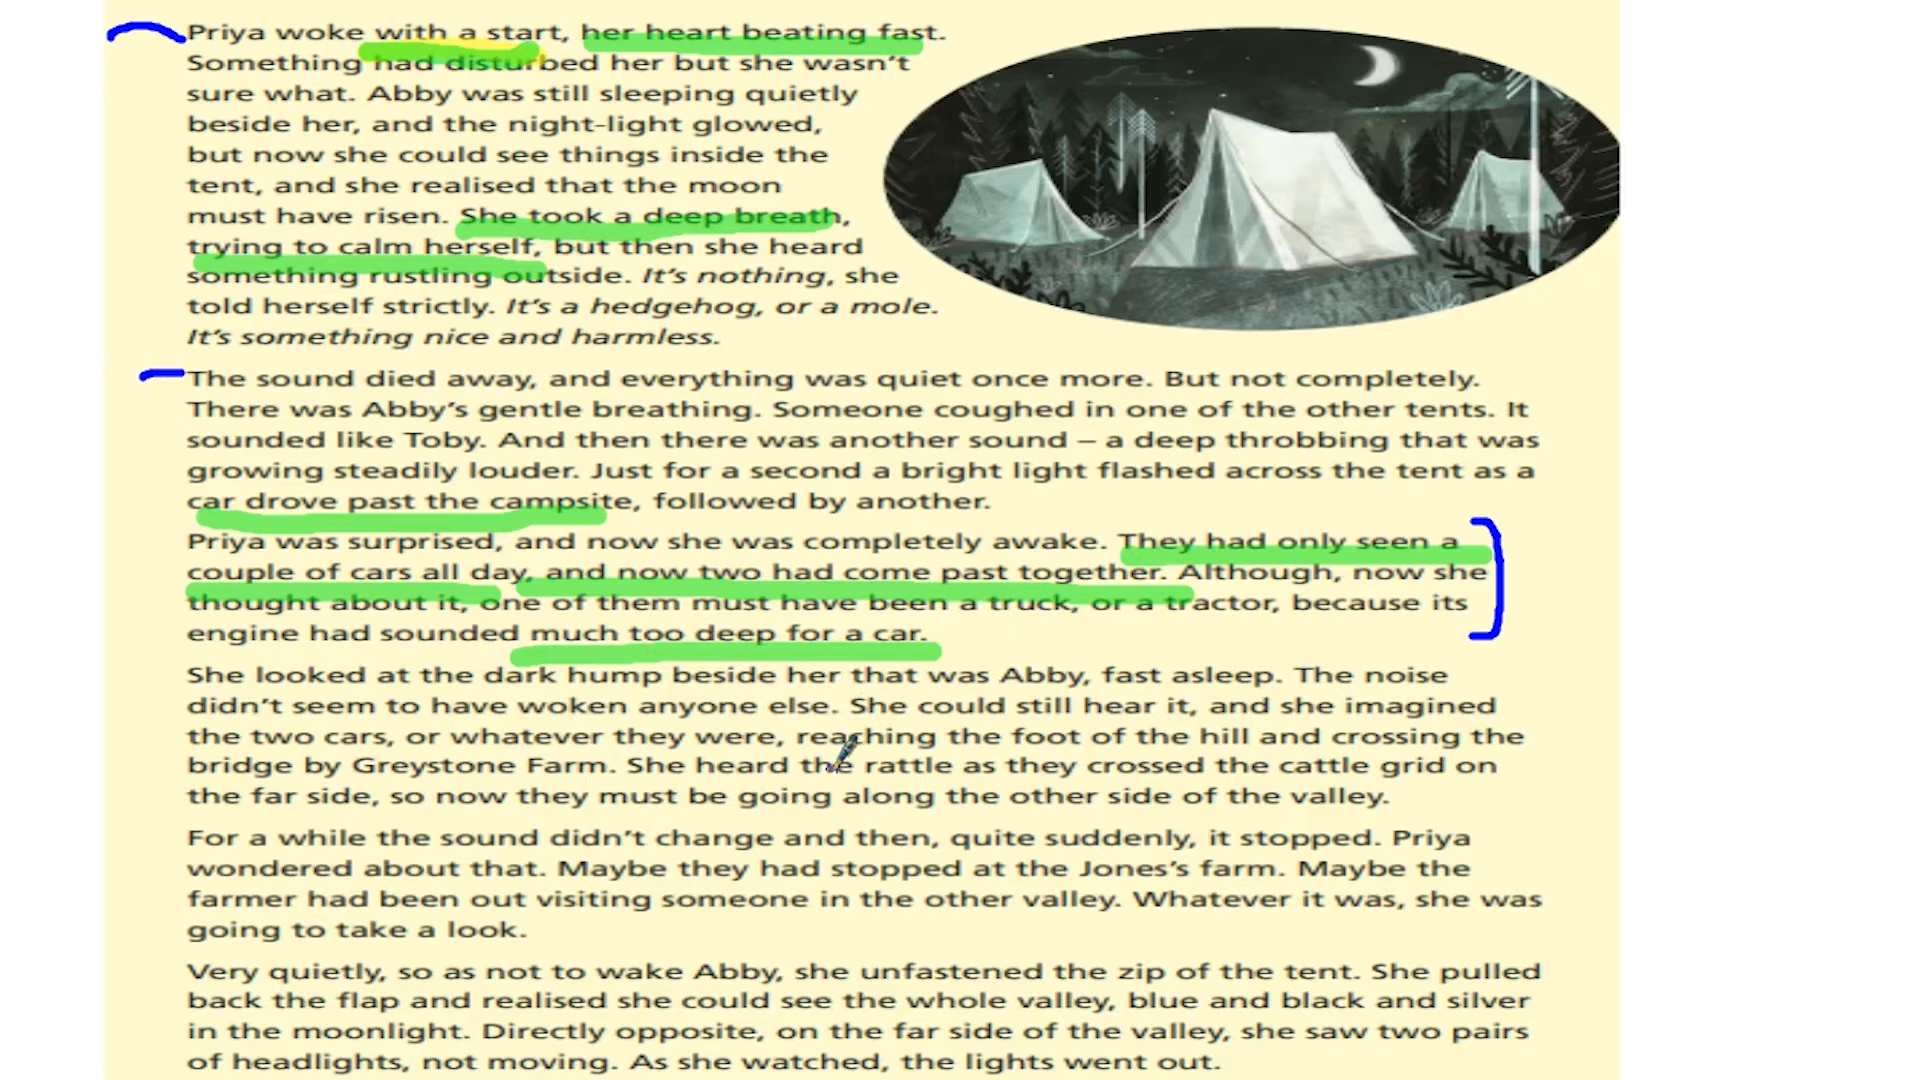 Priya woke with a start, her heart beating fast.
Something had disturbed her but she wasn't
sure what. Abby was still sleeping quietly
beside her, and the night-light glowed,
but now she could see things inside the
tent, and she realised that the moon
must have risen. She took a deep breath,
trying to calm herself, but then she heard
something rustling outside. It's nothing, she
told herself strictly. It's a hedgehog, or a mole.
It's something nice and harmless.
The sound died away, and everything was quiet once more. But not completely.
There was Abby's gentle breathing. Someone coughed in one of the other tents. It
sounded like Toby. And then there was another sound – a deep throbbing that was
growing steadily louder. Just for a second a bright light flashed across the tent as a
car drove past the campsite, followed by another.
Priya was surprised, and now she was completely awake. They had only seen a
couple of cars all day, and now two had come past together. Although, now she
thought about it, one of them must have been a truck, or a tractor, because its
engine had sounded much too deep for a car.
She looked at the dark hump beside her that was Abby, fast asleep. The noise
didn't seem to have woken anyone else. She could still hear it, and she imagined
the two cars, or whatever they were, reaching the foot of the hill and crossing the
bridge by Greystone Farm. She heard the rattle as they crossed the cattle grid on
the far side, so now they must be going along the other side of the valley.
For a while the sound didn't change and then, quite suddenly, it stopped. Priya
wondered about that. Maybe they had stopped at the Jones's farm. Maybe the
farmer had been out visiting someone in the other valley. Whatever it was, she was
going to take a look.
Very quietly, so as not to wake Abby, she unfastened the zip of the tent. She pulled
back the flap and realised she could see the whole valley, blue and black and silver
in the moonlight. Directly opposite, on the far side of the valley, she saw two pairs
of headlights, not moving. As she watched, the lights went out.